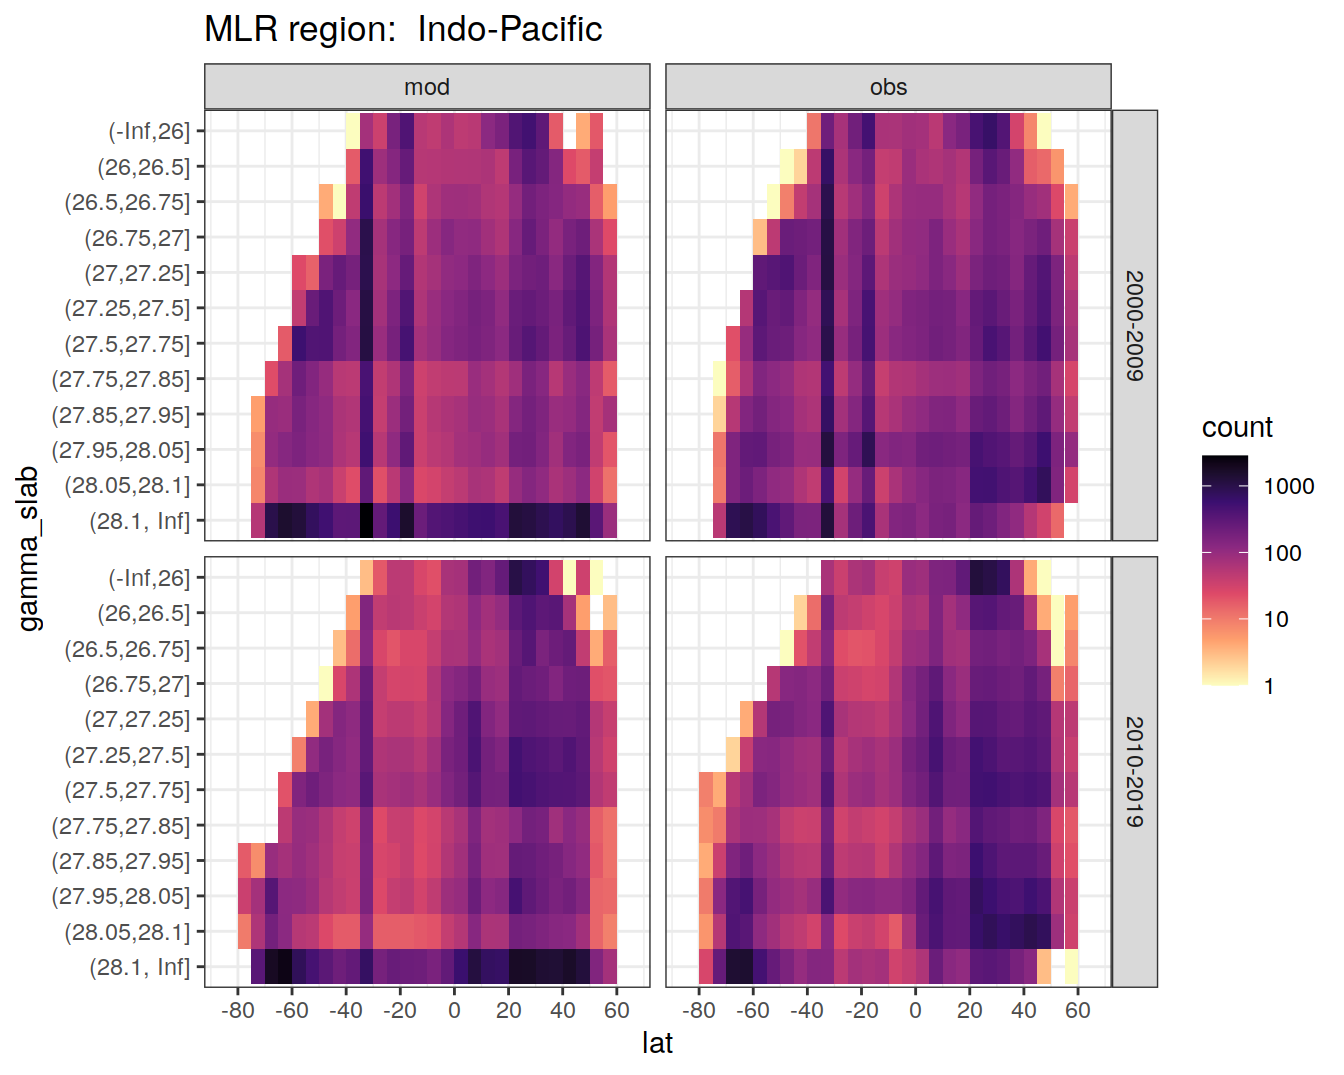 MLR region:  Indo-Pacific
mod
obs
(-Inf,26]
(26,26.5]
(26.5,26.75]
(26.75,27]
(27,27.25]
(27.25,27.5]
(27.5,27.75]
(27.75,27.85]
(27.85,27.95]
(27.95,28.05]
(28.05,28.1]
(28.1, Inf]
2000-2009
(-Inf,26]
(26,26.5]
(26.5,26.75]
(26.75,27]
(27,27.25]
(27.25,27.5]
(27.5,27.75]
(27.75,27.85]
(27.85,27.95]
(27.95,28.05]
(28.05,28.1]
(28.1, Inf]
2010-2019
gamma_slab
-80 -60 -40 -20 0 20 40 60
-80 -60 -40 -20 0 20 40 60
lat
count
1000
100
10
1